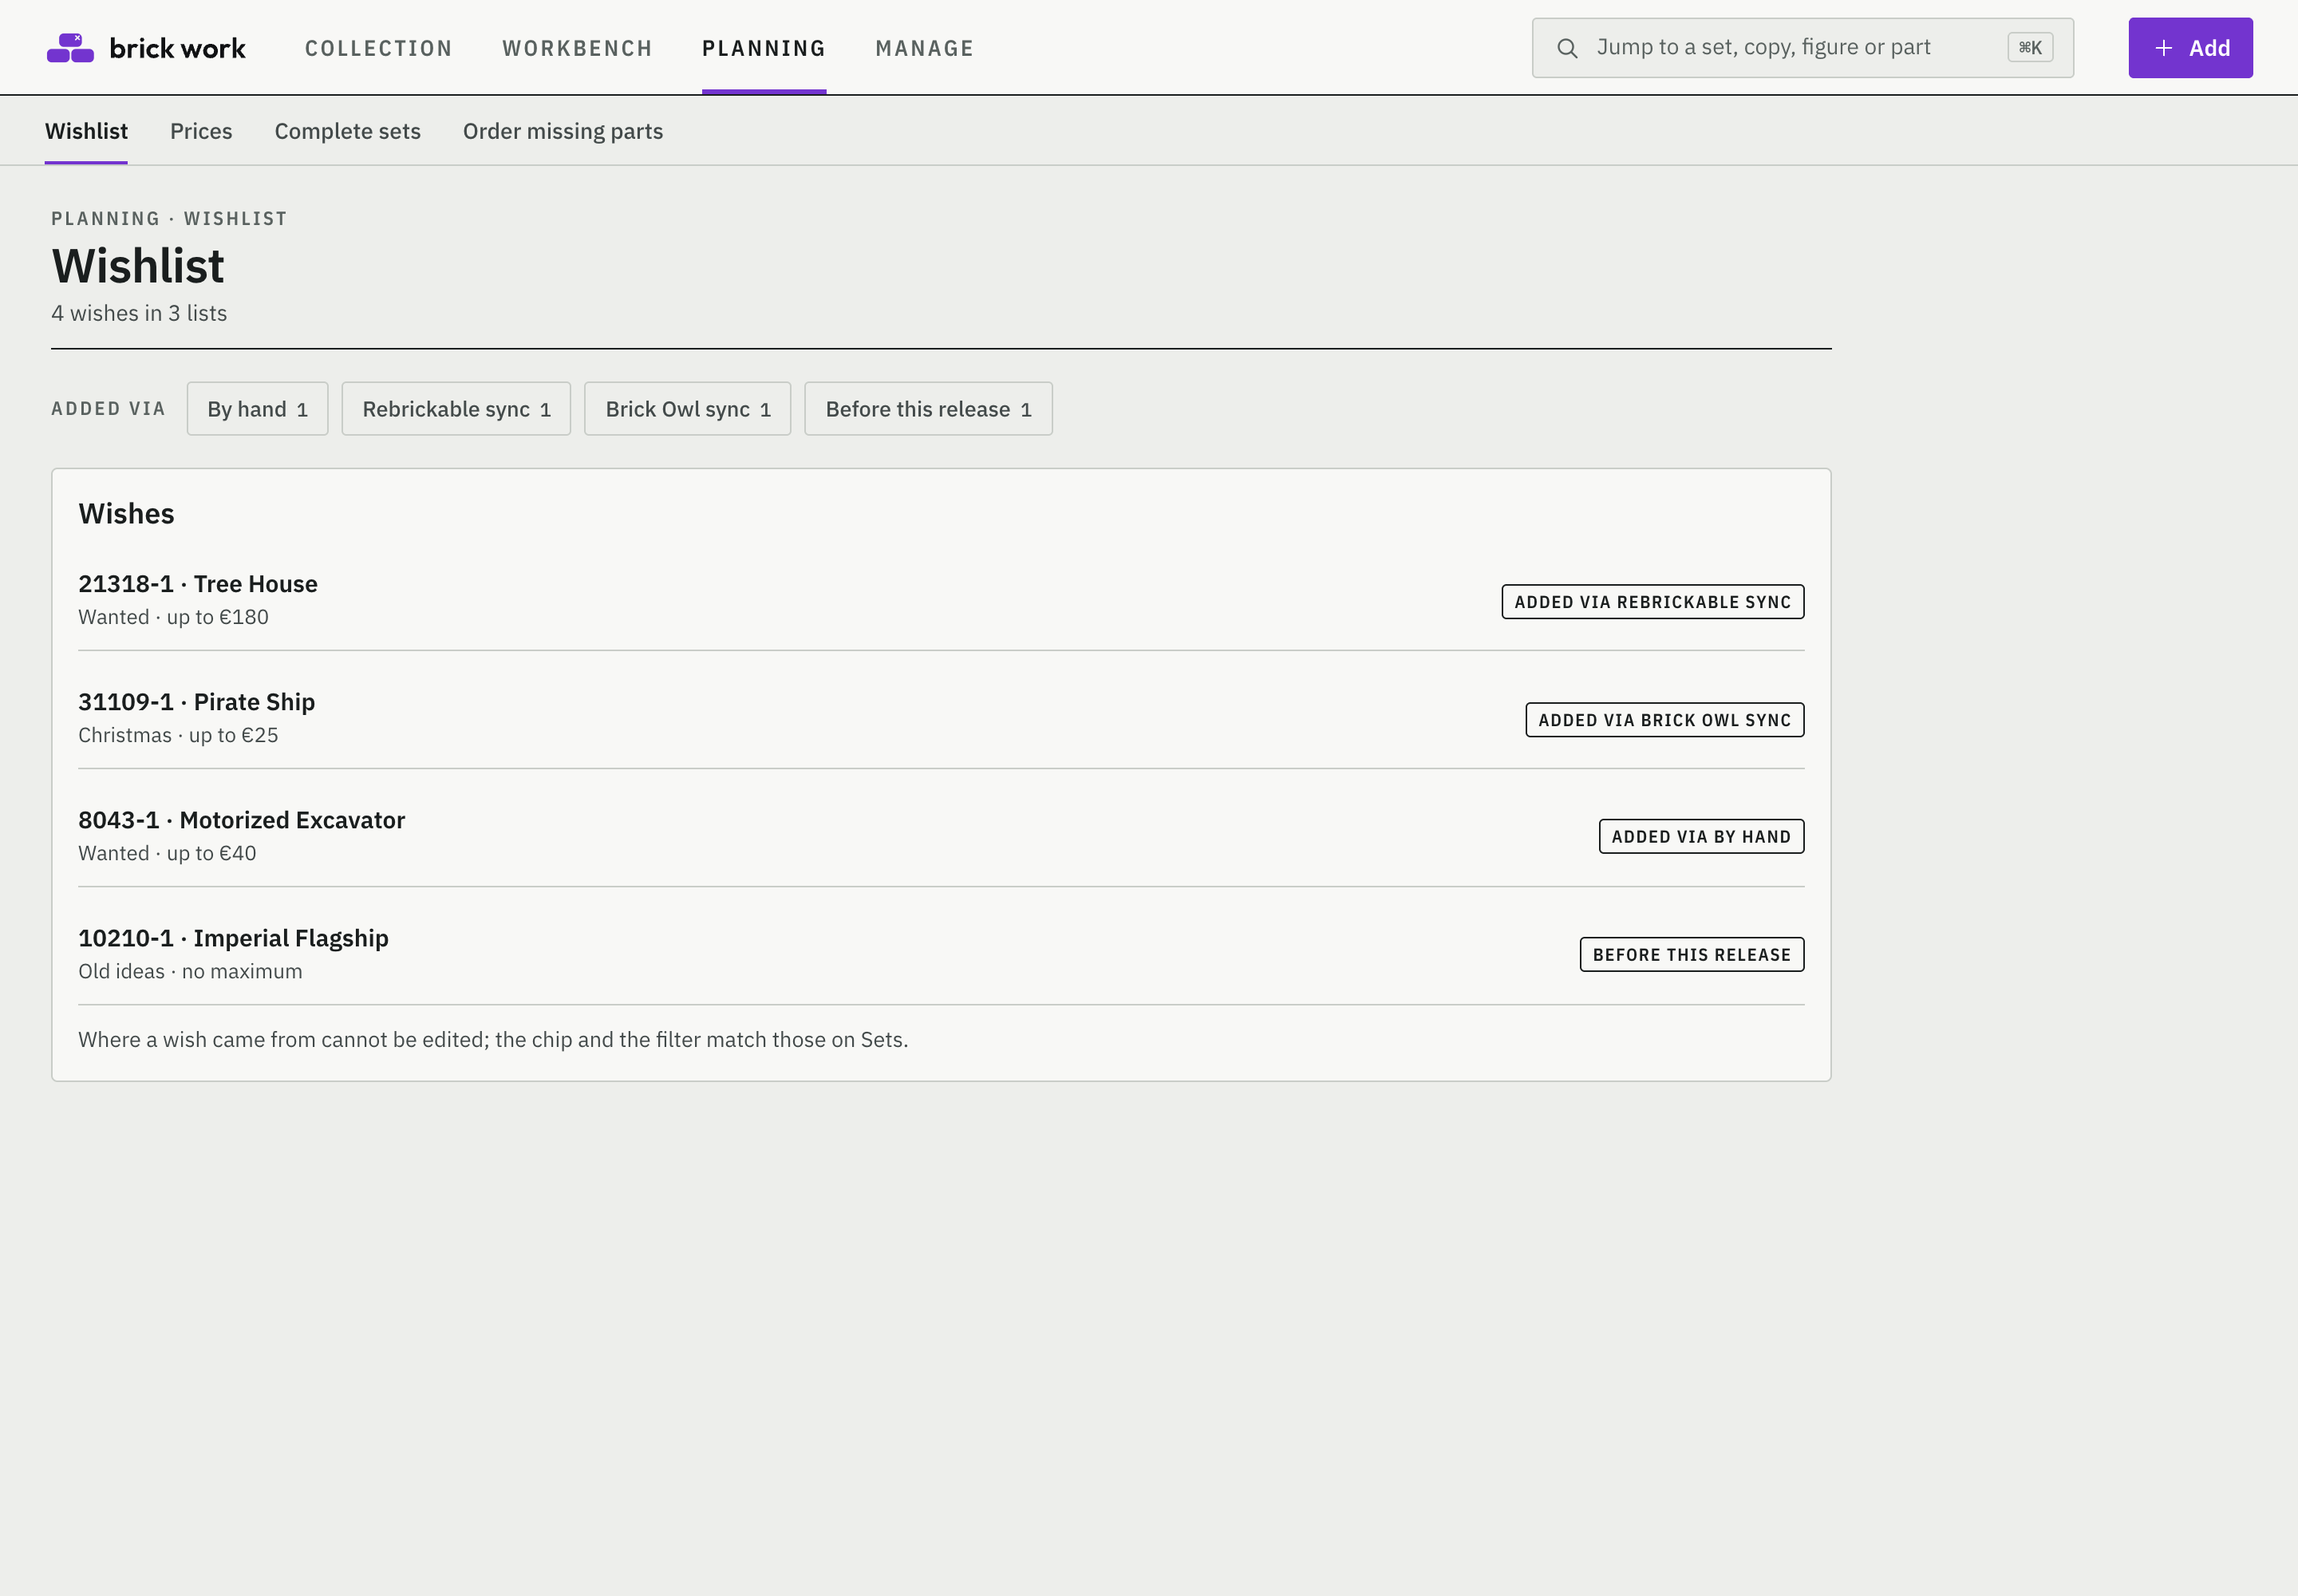 brick work
COLLECTION WORKBENCH PLANNING MANAGE
Jump to a set, copy, figure or part ⌘K
+ Add
Wishlist Prices Complete sets Order missing parts
PLANNING · WISHLIST
Wishlist
4 wishes in 3 lists
ADDED VIA By hand 1 Rebrickable sync 1 Brick Owl sync 1 Before this release 1
Wishes
21318-1 · Tree House
Wanted · up to €180
ADDED VIA REBRICKABLE SYNC
31109-1 · Pirate Ship
Christmas · up to €25
ADDED VIA BRICK OWL SYNC
8043-1 · Motorized Excavator
Wanted · up to €40
ADDED VIA BY HAND
10210-1 · Imperial Flagship
Old ideas · no maximum
BEFORE THIS RELEASE
Where a wish came from cannot be edited; the chip and the filter match those on Sets.